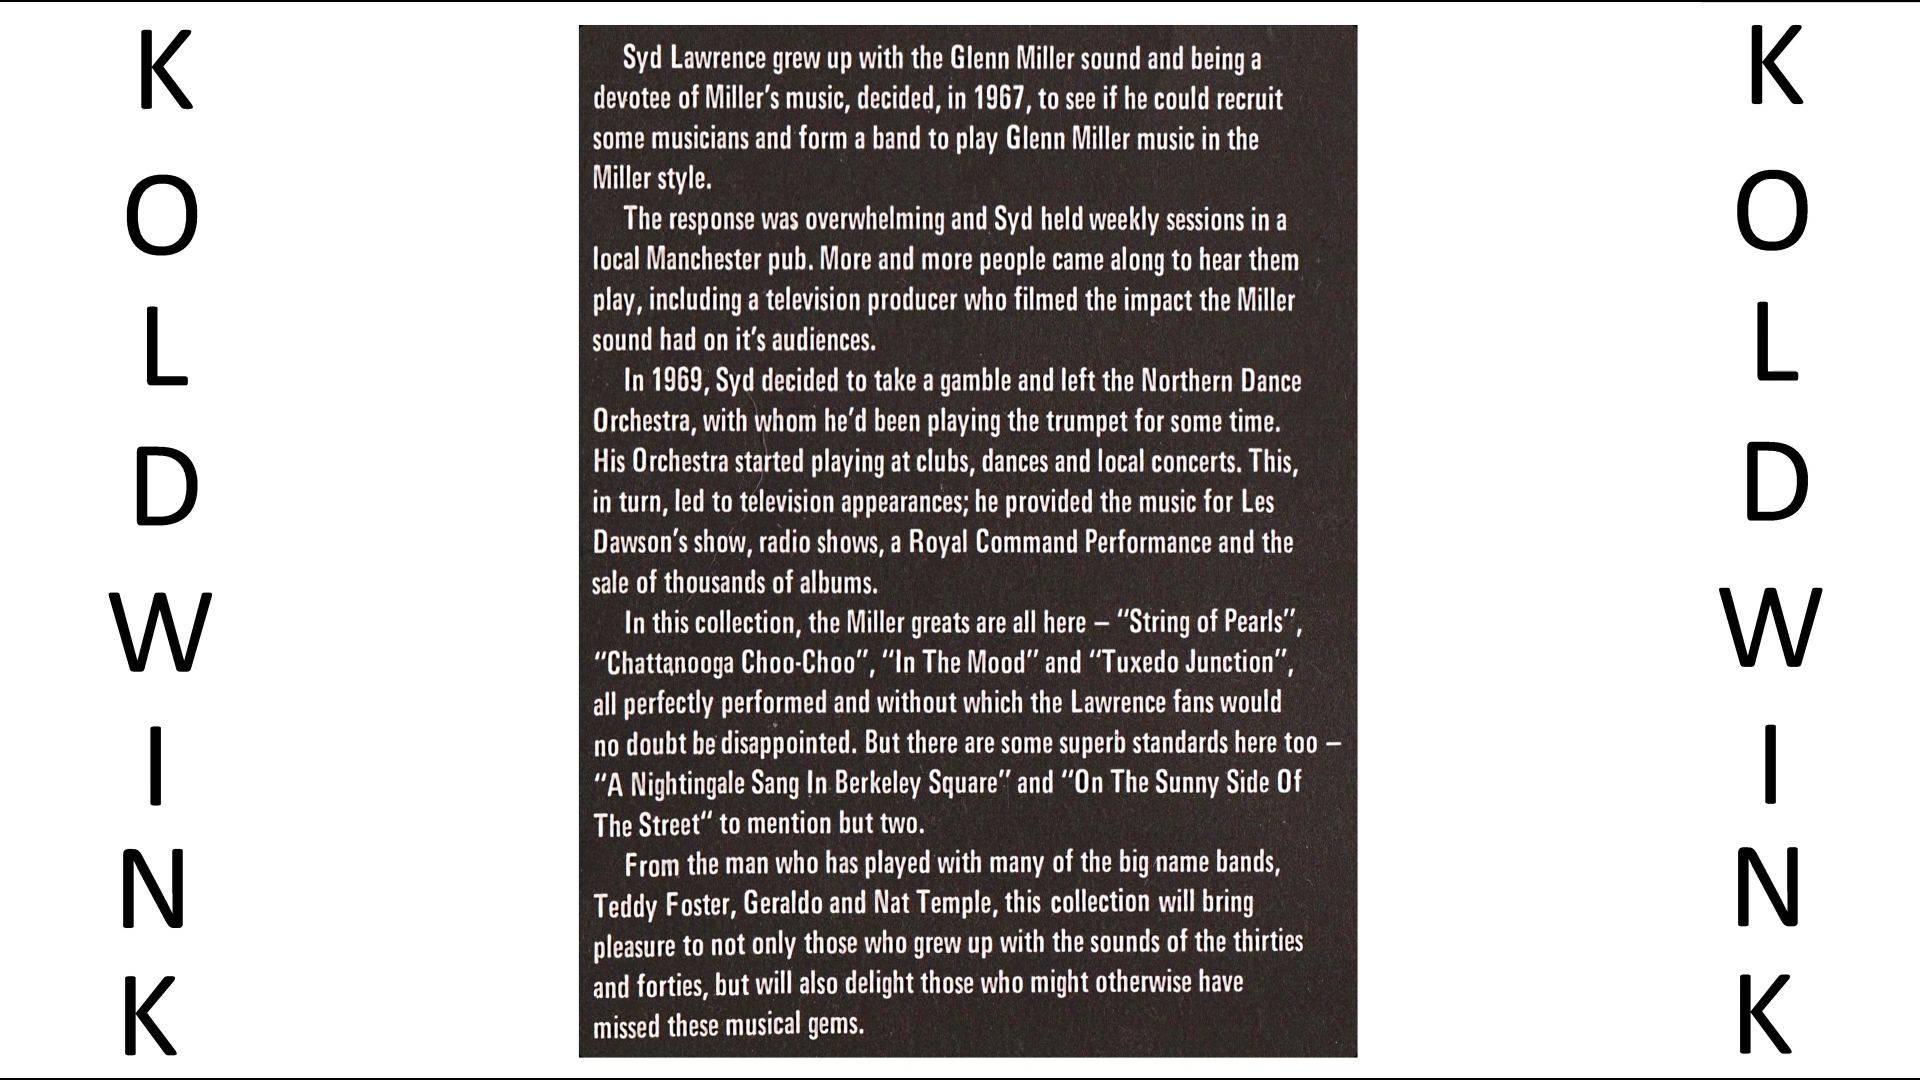 K
O
L
D
W
I
N
K
Syd Lawrence grew up with the Glenn Miller sound and being a
devotee of Miller's music, decided, in 1967, to see if he could recruit
some musicians and form a band to play Glenn Miller music in the
Miller style.
The response was overwhelming and Syd held weekly sessions in a
local Manchester pub. More and more people came along to hear them
play, including a television producer who filmed the impact the Miller
sound had on it's audiences.
In 1969, Syd decided to take a gamble and left the Northern Dance
Orchestra, with whom he'd been playing the trumpet for some time.
His Orchestra started playing at clubs, dances and local concerts. This,
in turn, led to television appearances; he provided the music for Les
Dawson's show, radio shows, a Royal Command Performance and the
sale of thousands of albums.
In this collection, the Miller greats are all here – "String of Pearls",
"Chattanooga Choo-Choo", "In The Mood" and "Tuxedo Junction",
all perfectly performed and without which the Lawrence fans would
no doubt be disappointed. But there are some superb standards here too –
"A Nightingale Sang In Berkeley Square" and "On The Sunny Side Of
The Street" to mention but two.
From the man who has played with many of the big name bands,
Teddy Foster, Geraldo and Nat Temple, this collection will bring
pleasure to not only those who grew up with the sounds of the thirties
and forties, but will also delight those who might otherwise have
missed these musical gems.
K
O
L
D
W
I
N
K